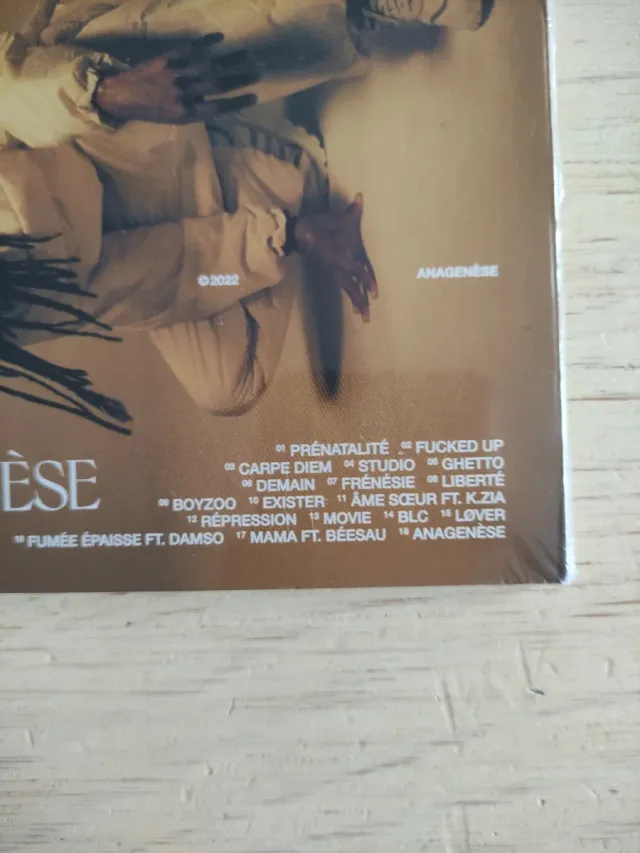 © 2022
ANAGENÈSE
ÈSE
01 PRÉNATALITÉ 02 FUCKED UP
03 CARPE DIEM 04 STUDIO 05 GHETTO
06 DEMAIN 07 FRÉNÉSIE 08 LIBERTÉ
09 BOYZOO 10 EXISTER 11 ÂME SŒUR FT. K.ZIA
12 RÉPRESSION 13 MOVIE 14 BLC 15 LØVER
16 FUMÉE ÉPAISSE FT. DAMSO 17 MAMA FT. BÉESAU 18 ANAGENÈSE